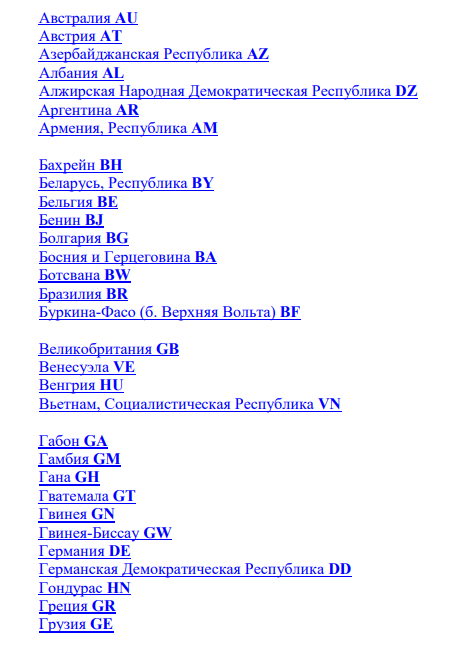 Австралия AU
Австрия AT
Азербайджанская Республика AZ
Албания AL
Алжирская Народная Демократическая Республика DZ
Аргентина AR
Армения, Республика AM
Бахрейн BH
Беларусь, Республика BY
Бельгия BE
Бенин BJ
Болгария BG
Босния и Герцеговина BA
Ботсвана BW
Бразилия BR
Буркина-Фасо (б. Верхняя Вольта) BF
Великобритания GB
Венесуэла VE
Венгрия HU
Вьетнам, Социалистическая Республика VN
Габон GA
Гамбия GM
Гана GH
Гватемала GT
Гвинея GN
Гвинея-Биссау GW
Германия DE
Германская Демократическая Республика DD
Гондурас HN
Греция GR
Грузия GE